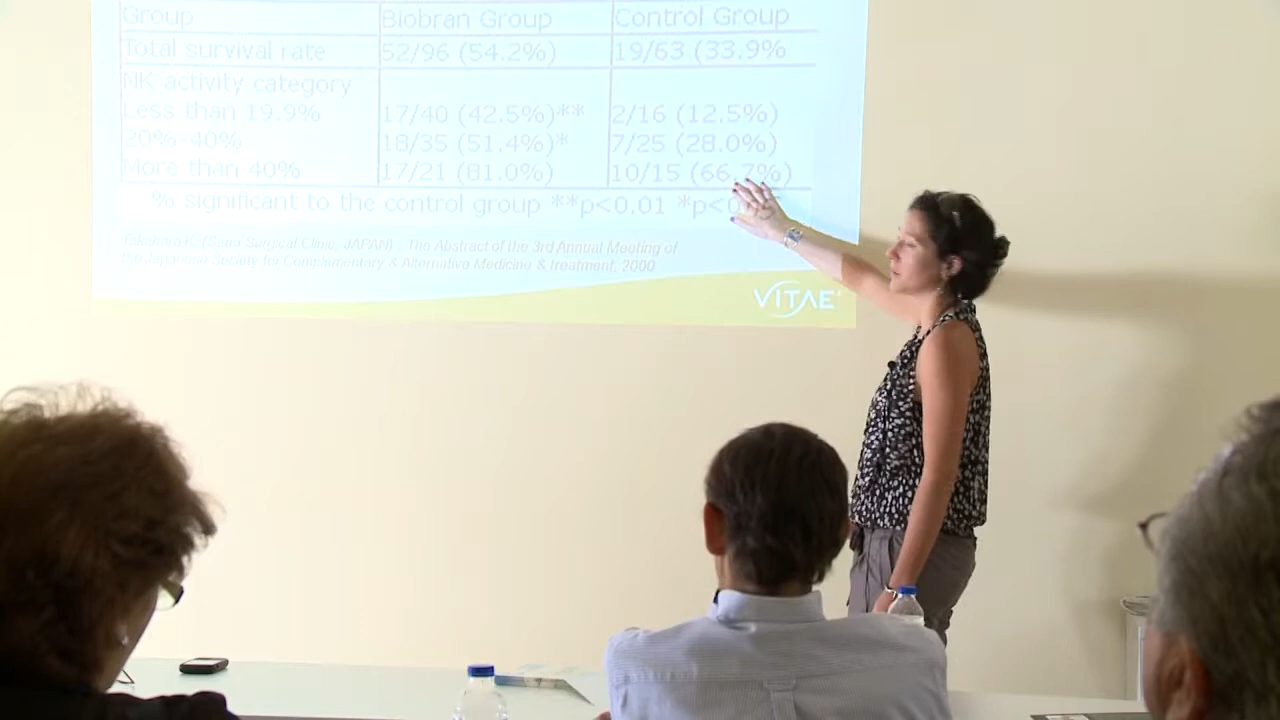 Group Biobran Group Control Group
Total survival rate 52/96 (54.2%) 19/63 (33.9%
NK activity category
Less than 19.9% 17/40 (42.5%)** 2/16 (12.5%)
20%-40% 18/35 (51.4%)* 7/25 (28.0%)
More than 40% 17/21 (81.0%) 10/15 (66.7%)
% significant to the control group **p<0.01 *p<0
(Sano Surgical Clinic, JAPAN) : The Abstract of the 3rd Annual Meeting of
the Japanese Society for Complementary & Alternative Medicine & treatment, 2000
VITAE